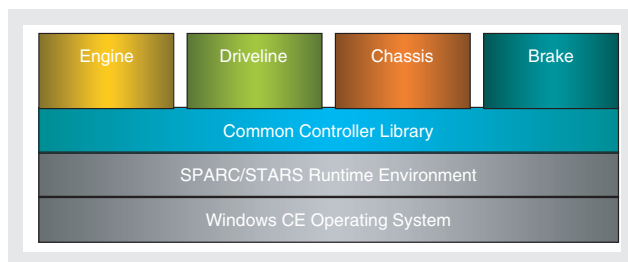 Engine
Driveline
Chassis
Brake
Common Controller Library
SPARC/STARS Runtime Environment
Windows CE Operating System